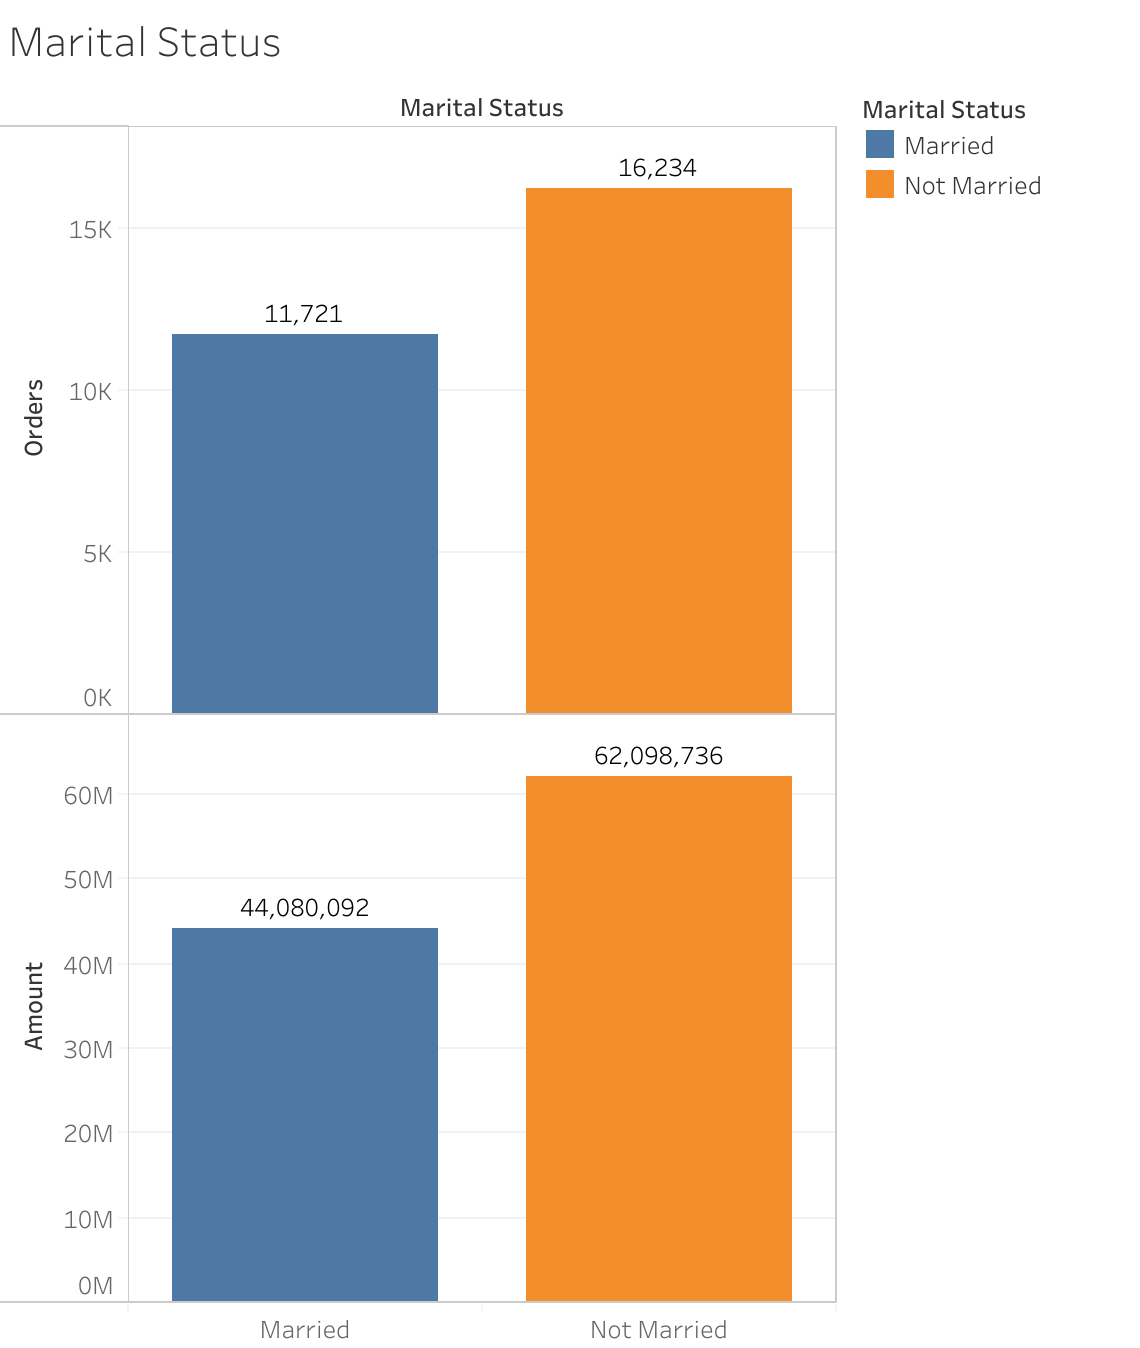 Marital Status
Marital Status
Marital Status
Married
Not Married
16,234
15K
11,721
10K
Orders
5K
0K
62,098,736
60M
50M
44,080,092
40M
Amount
30M
20M
10M
0M
Married
Not Married